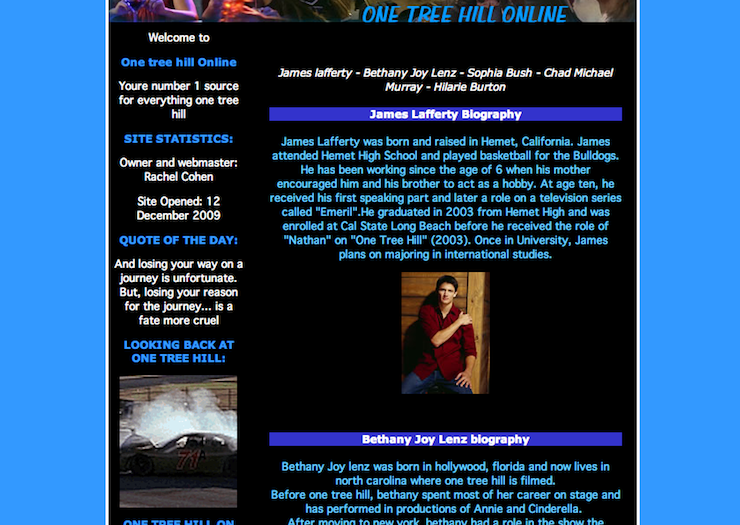 ONE TREE HILL ONLINE
Welcome to
One tree hill Online
Youre number 1 source
for everything one tree
hill
SITE STATISTICS:
Owner and webmaster:
Rachel Cohen
Site Opened: 12
December 2009
QUOTE OF THE DAY:
And losing your way on a
journey is unfortunate.
But, losing your reason
for the journey... is a
fate more cruel
LOOKING BACK AT
ONE TREE HILL:
71
ONE TREE HILL ON
James lafferty - Bethany Joy Lenz - Sophia Bush - Chad Michael
Murray - Hilarie Burton
James Lafferty Biography
James Lafferty was born and raised in Hemet, California. James
attended Hemet High School and played basketball for the Bulldogs.
He has been working since the age of 6 when his mother
encouraged him and his brother to act as a hobby. At age ten, he
received his first speaking part and later a role on a television series
called "Emeril".He graduated in 2003 from Hemet High and was
enrolled at Cal State Long Beach before he received the role of
"Nathan" on "One Tree Hill" (2003). Once in University, James
plans on majoring in international studies.
Bethany Joy Lenz biography
Bethany Joy lenz was born in hollywood, florida and now lives in
north carolina where one tree hill is filmed.
Before one tree hill, bethany spent most of her career on stage and
has performed in productions of Annie and Cinderella.
After moving to new york, bethany had a role in the show the